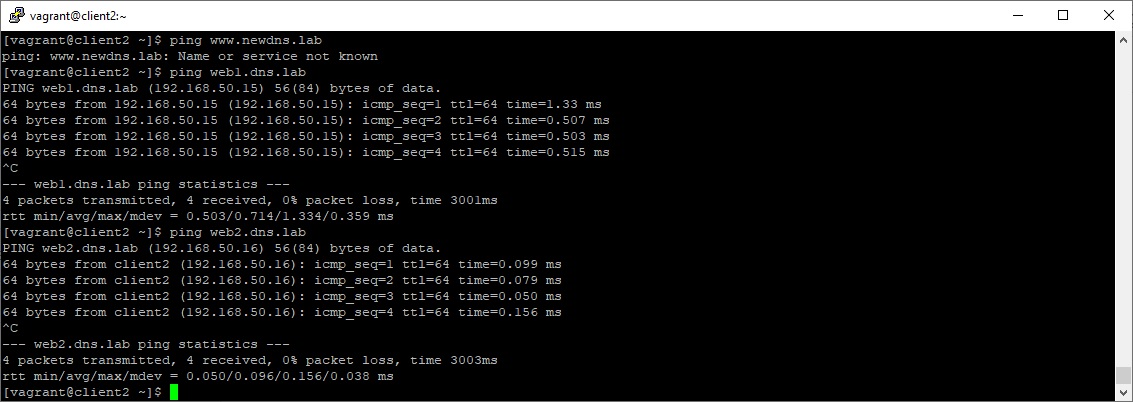 vagrant@client2:~
[vagrant@client2 ~]$ ping www.newdns.lab
ping: www.newdns.lab: Name or service not known
[vagrant@client2 ~]$ ping web1.dns.lab
PING web1.dns.lab (192.168.50.15) 56(84) bytes of data.
64 bytes from 192.168.50.15 (192.168.50.15): icmp_seq=1 ttl=64 time=1.33 ms
64 bytes from 192.168.50.15 (192.168.50.15): icmp_seq=2 ttl=64 time=0.507 ms
64 bytes from 192.168.50.15 (192.168.50.15): icmp_seq=3 ttl=64 time=0.503 ms
64 bytes from 192.168.50.15 (192.168.50.15): icmp_seq=4 ttl=64 time=0.515 ms
^C
--- web1.dns.lab ping statistics ---
4 packets transmitted, 4 received, 0% packet loss, time 3001ms
rtt min/avg/max/mdev = 0.503/0.714/1.334/0.359 ms
[vagrant@client2 ~]$ ping web2.dns.lab
PING web2.dns.lab (192.168.50.16) 56(84) bytes of data.
64 bytes from client2 (192.168.50.16): icmp_seq=1 ttl=64 time=0.099 ms
64 bytes from client2 (192.168.50.16): icmp_seq=2 ttl=64 time=0.079 ms
64 bytes from client2 (192.168.50.16): icmp_seq=3 ttl=64 time=0.050 ms
64 bytes from client2 (192.168.50.16): icmp_seq=4 ttl=64 time=0.156 ms
^C
--- web2.dns.lab ping statistics ---
4 packets transmitted, 4 received, 0% packet loss, time 3003ms
rtt min/avg/max/mdev = 0.050/0.096/0.156/0.038 ms
[vagrant@client2 ~]$